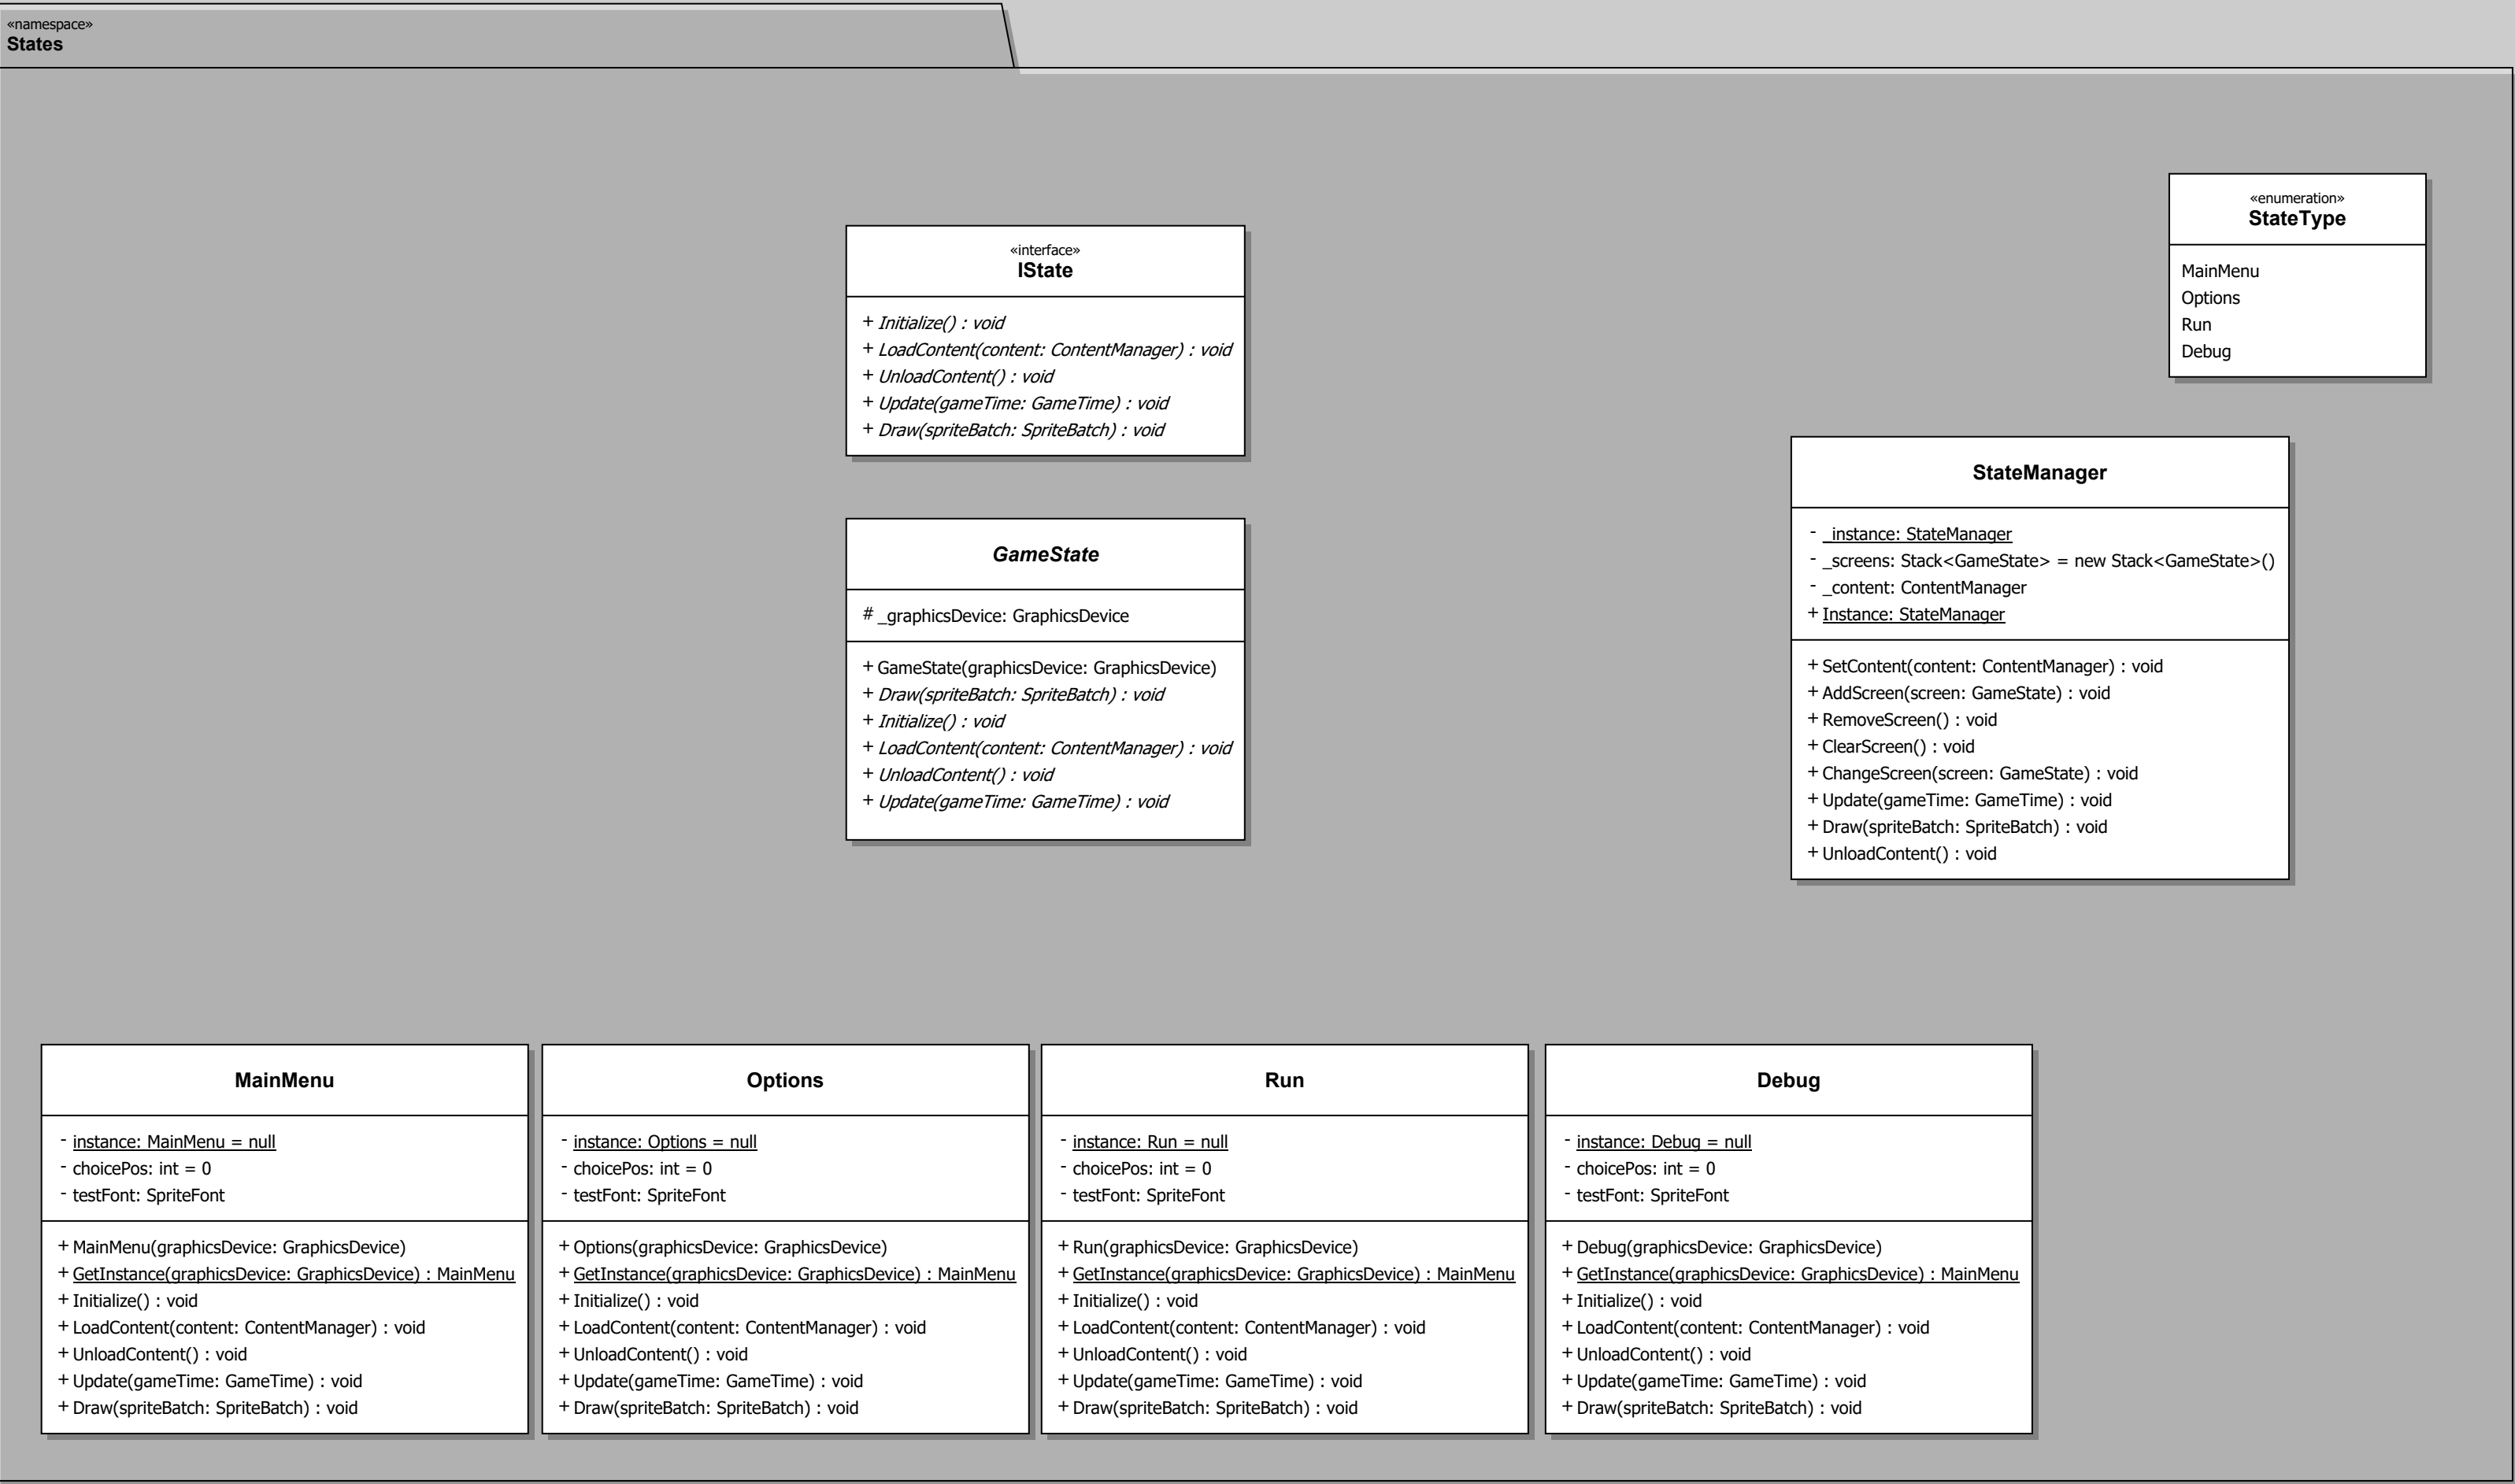 «namespace»
States
«interface»
IState
+ Initialize() : void
+ LoadContent(content: ContentManager) : void
+ UnloadContent() : void
+ Update(gameTime: GameTime) : void
+ Draw(spriteBatch: SpriteBatch) : void
«enumeration»
StateType
MainMenu
Options
Run
Debug
GameState
# _graphicsDevice: GraphicsDevice
+ GameState(graphicsDevice: GraphicsDevice)
+ Draw(spriteBatch: SpriteBatch) : void
+ Initialize() : void
+ LoadContent(content: ContentManager) : void
+ UnloadContent() : void
+ Update(gameTime: GameTime) : void
StateManager
- _instance: StateManager
- _screens: Stack<GameState> = new Stack<GameState>()
- _content: ContentManager
+ Instance: StateManager
+ SetContent(content: ContentManager) : void
+ AddScreen(screen: GameState) : void
+ RemoveScreen() : void
+ ClearScreen() : void
+ ChangeScreen(screen: GameState) : void
+ Update(gameTime: GameTime) : void
+ Draw(spriteBatch: SpriteBatch) : void
+ UnloadContent() : void
MainMenu
- instance: MainMenu = null
- choicePos: int = 0
- testFont: SpriteFont
+ MainMenu(graphicsDevice: GraphicsDevice)
+ GetInstance(graphicsDevice: GraphicsDevice) : MainMenu
+ Initialize() : void
+ LoadContent(content: ContentManager) : void
+ UnloadContent() : void
+ Update(gameTime: GameTime) : void
+ Draw(spriteBatch: SpriteBatch) : void
Options
- instance: Options = null
- choicePos: int = 0
- testFont: SpriteFont
+ Options(graphicsDevice: GraphicsDevice)
+ GetInstance(graphicsDevice: GraphicsDevice) : MainMenu
+ Initialize() : void
+ LoadContent(content: ContentManager) : void
+ UnloadContent() : void
+ Update(gameTime: GameTime) : void
+ Draw(spriteBatch: SpriteBatch) : void
Run
- instance: Run = null
- choicePos: int = 0
- testFont: SpriteFont
+ Run(graphicsDevice: GraphicsDevice)
+ GetInstance(graphicsDevice: GraphicsDevice) : MainMenu
+ Initialize() : void
+ LoadContent(content: ContentManager) : void
+ UnloadContent() : void
+ Update(gameTime: GameTime) : void
+ Draw(spriteBatch: SpriteBatch) : void
Debug
- instance: Debug = null
- choicePos: int = 0
- testFont: SpriteFont
+ Debug(graphicsDevice: GraphicsDevice)
+ GetInstance(graphicsDevice: GraphicsDevice) : MainMenu
+ Initialize() : void
+ LoadContent(content: ContentManager) : void
+ UnloadContent() : void
+ Update(gameTime: GameTime) : void
+ Draw(spriteBatch: SpriteBatch) : void